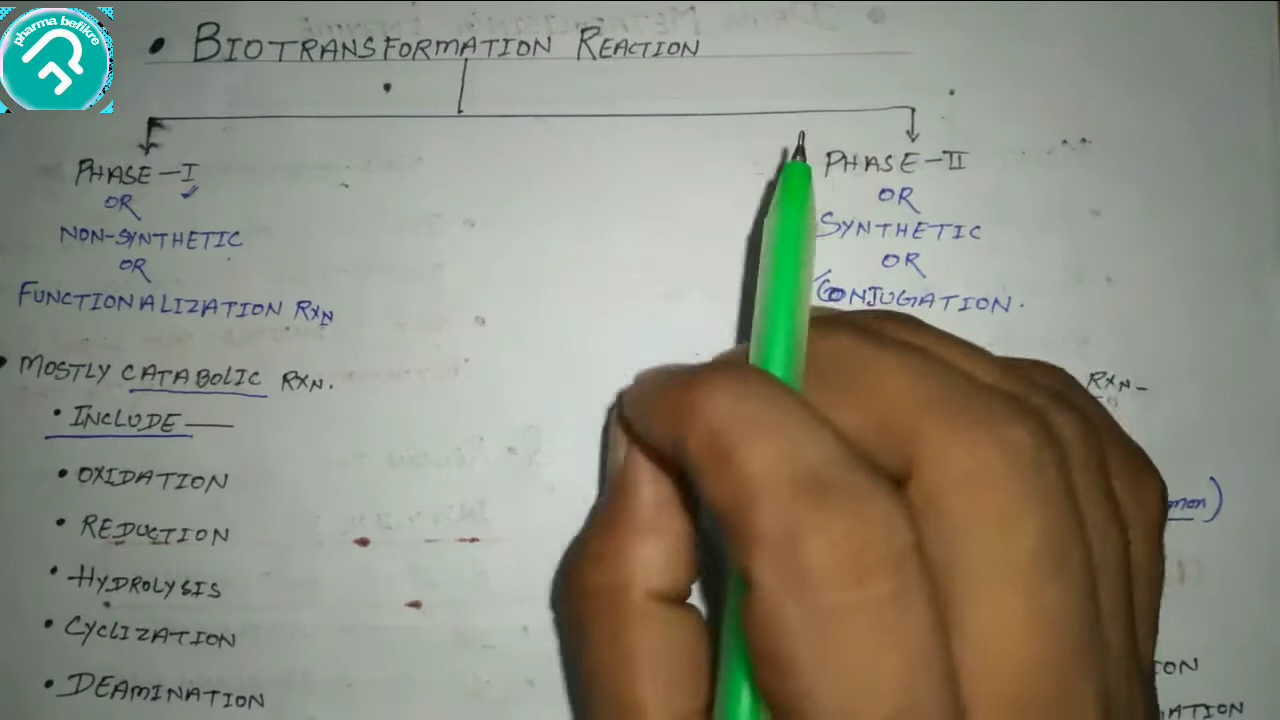 pharma befikre
• BIOTRANSFORMATION REACTION
PHASE-I
OR
NON-SYNTHETIC
OR
FUNCTIONALIZATION RXN
• MOSTLY CATABOLIC RXN.
• INCLUDE —
• OXIDATION
• REDUCTION
• HYDROLYSIS
• CYCLIZATION
• DEAMINATION
PHASE-II
OR
SYNTHETIC
OR
CONJUGATION.
RXN-